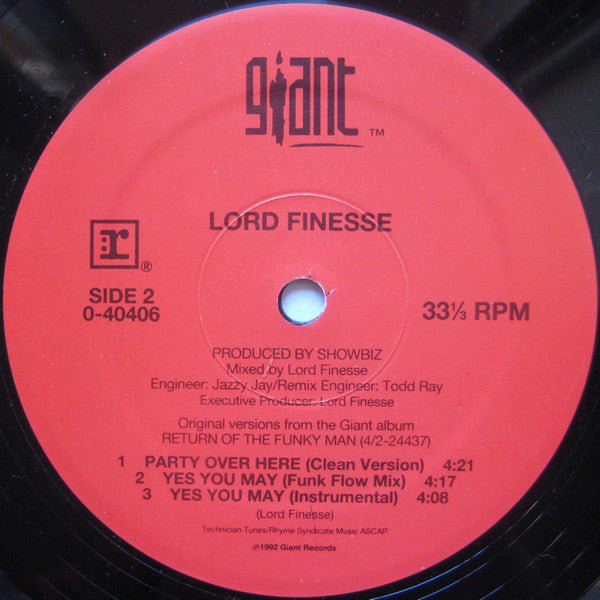 giant ™
LORD FINESSE
r ®
SIDE 2
0-40406
33⅓ RPM
PRODUCED BY SHOWBIZ
Mixed by Lord Finesse
Engineer: Jazzy Jay/Remix Engineer: Todd Ray
Executive Producer: Lord Finesse
Original versions from the Giant album
RETURN OF THE FUNKY MAN (4/2-24437)
1 PARTY OVER HERE (Clean Version) 4:21
2 YES YOU MAY (Funk Flow Mix) 4:17
3 YES YOU MAY (Instrumental) 4:08
(Lord Finesse)
Technician Tunes/Rhyme Syndicate Music ASCAP
℗1992 Giant Records